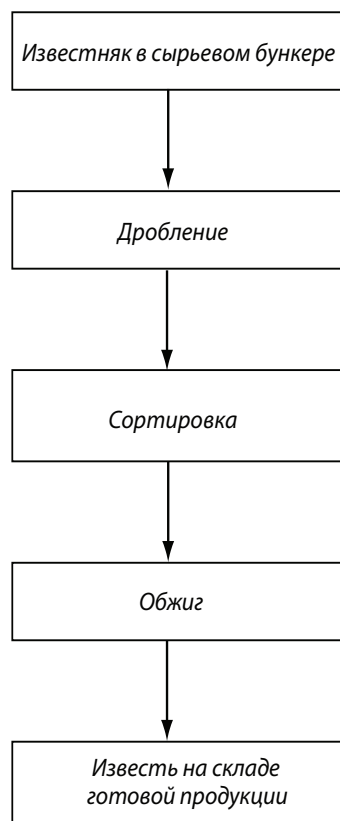 Известняк в сырьевом бункере
Дробление
Сортировка
Обжиг
Известь на складе
готовой продукции